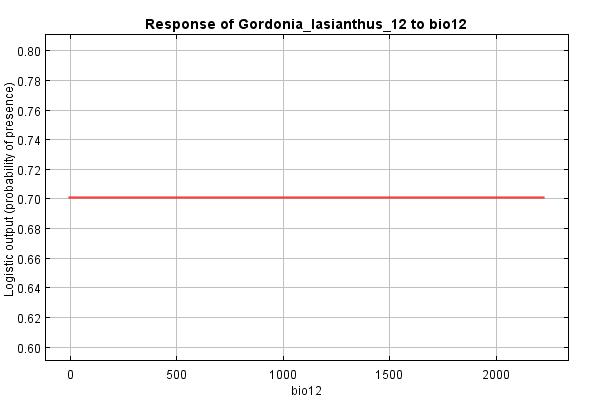 Response of Gordonia_lasianthus_12 to bio12
Logistic output (probability of presence)
0.80
0.78
0.76
0.74
0.72
0.70
0.68
0.66
0.64
0.62
0.60
0 500 1000 1500 2000
bio12